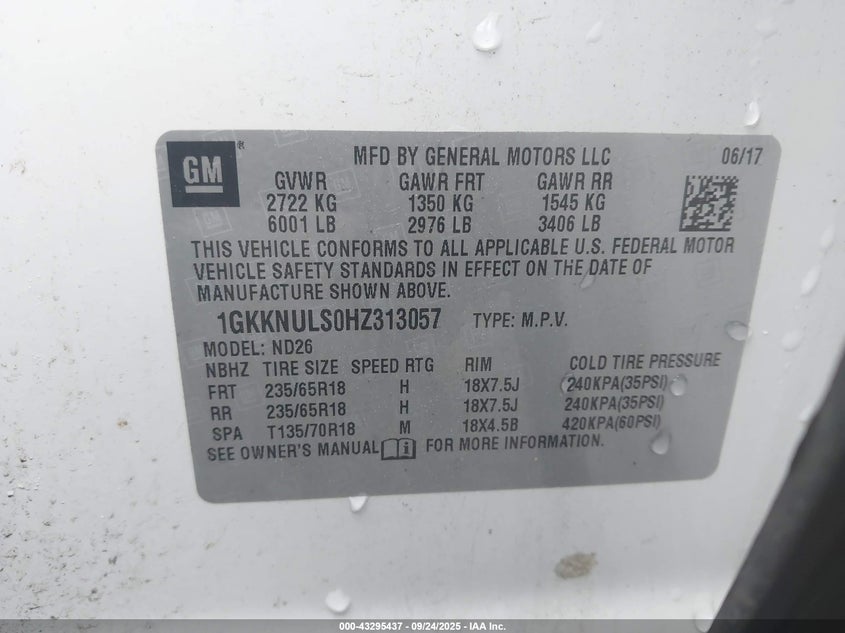 GM
®
MFD BY GENERAL MOTORS LLC 06/17
GVWR GAWR FRT GAWR RR
2722 KG 1350 KG 1545 KG
6001 LB 2976 LB 3406 LB
THIS VEHICLE CONFORMS TO ALL APPLICABLE U.S. FEDERAL MOTOR
VEHICLE SAFETY STANDARDS IN EFFECT ON THE DATE OF
MANUFACTURE SHOWN ABOVE.
1GKKNULS0HZ313057 TYPE: M.P.V.
MODEL: ND26
NBHZ TIRE SIZE SPEED RTG RIM COLD TIRE PRESSURE
FRT 235/65R18 H 18X7.5J 240KPA(35PSI)
RR 235/65R18 H 18X7.5J 240KPA(35PSI)
SPA T135/70R18 M 18X4.5B 420KPA(60PSI)
SEE OWNER'S MANUAL i FOR MORE INFORMATION.
000-43295437 - 09/24/2025 - IAA Inc.